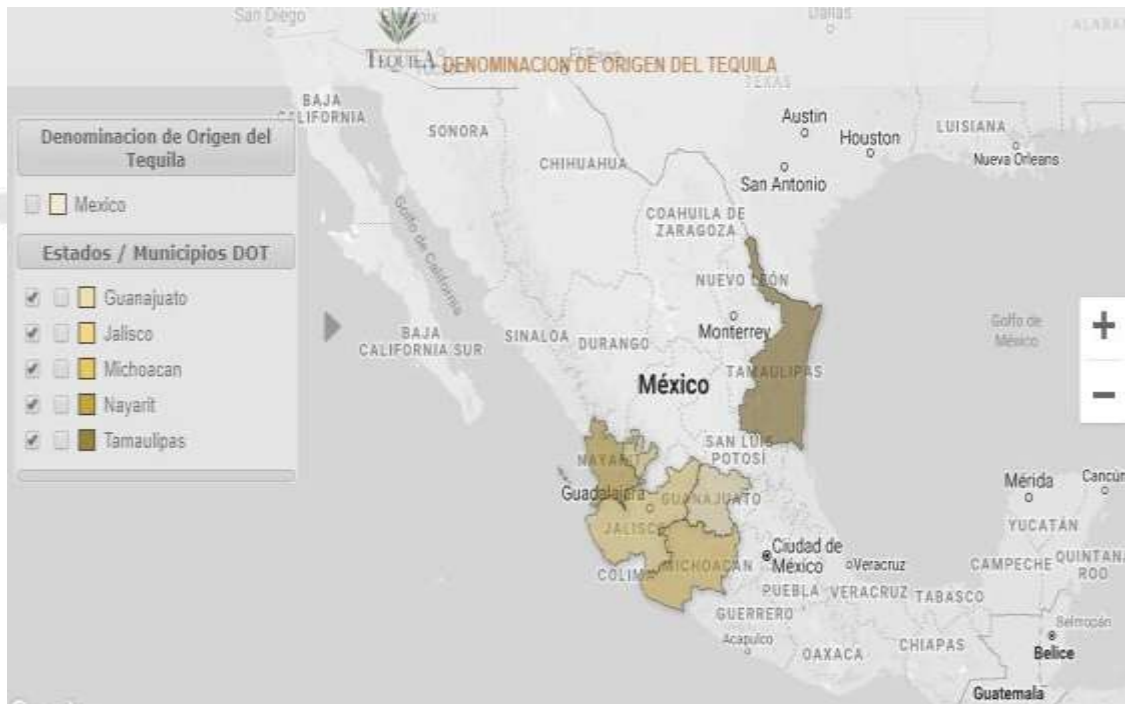 San Diego
Dallas
ALABAMA
TEQUILA
El Paso
DENOMINACION DE ORIGEN DEL TEQUILA
TEXAS
BAJA
CALIFORNIA
SONORA
CHIHUAHUA
Austin
Houston
LUISIANA
Nueva Orleans
San Antonio
Denominacion de Origen del
Tequila
Mexico
Estados / Municipios DOT
Guanajuato
Jalisco
Michoacan
Nayarit
Tamaulipas
COAHUILA DE
ZARAGOZA
Golfo de California
NUEVO LEÓN
Monterrey
BAJA
CALIFORNIA SUR
SINALOA
DURANGO
Golfo de
México
+
−
México
TAMAULIPAS
SAN LUIS
POTOSÍ
NAYARIT
Guadalajara
GUANAJUATO
JALISCO
Mérida
Cancún
YUCATÁN
COLIMA
MICHOACÁN
Ciudad de
México
Veracruz
CAMPECHE
QUINTANA
ROO
PUEBLA
VERACRUZ
TABASCO
GUERRERO
Acapulco
OAXACA
CHIAPAS
Belmopán
Belice
Guatemala